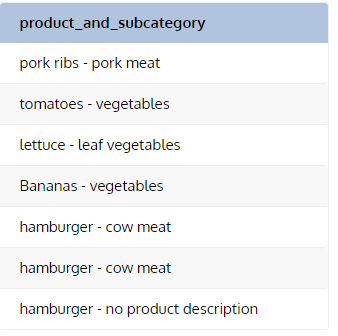 product_and_subcategory
pork ribs - pork meat
tomatoes - vegetables
lettuce - leaf vegetables
Bananas - vegetables
hamburger - cow meat
hamburger - cow meat
hamburger - no product description